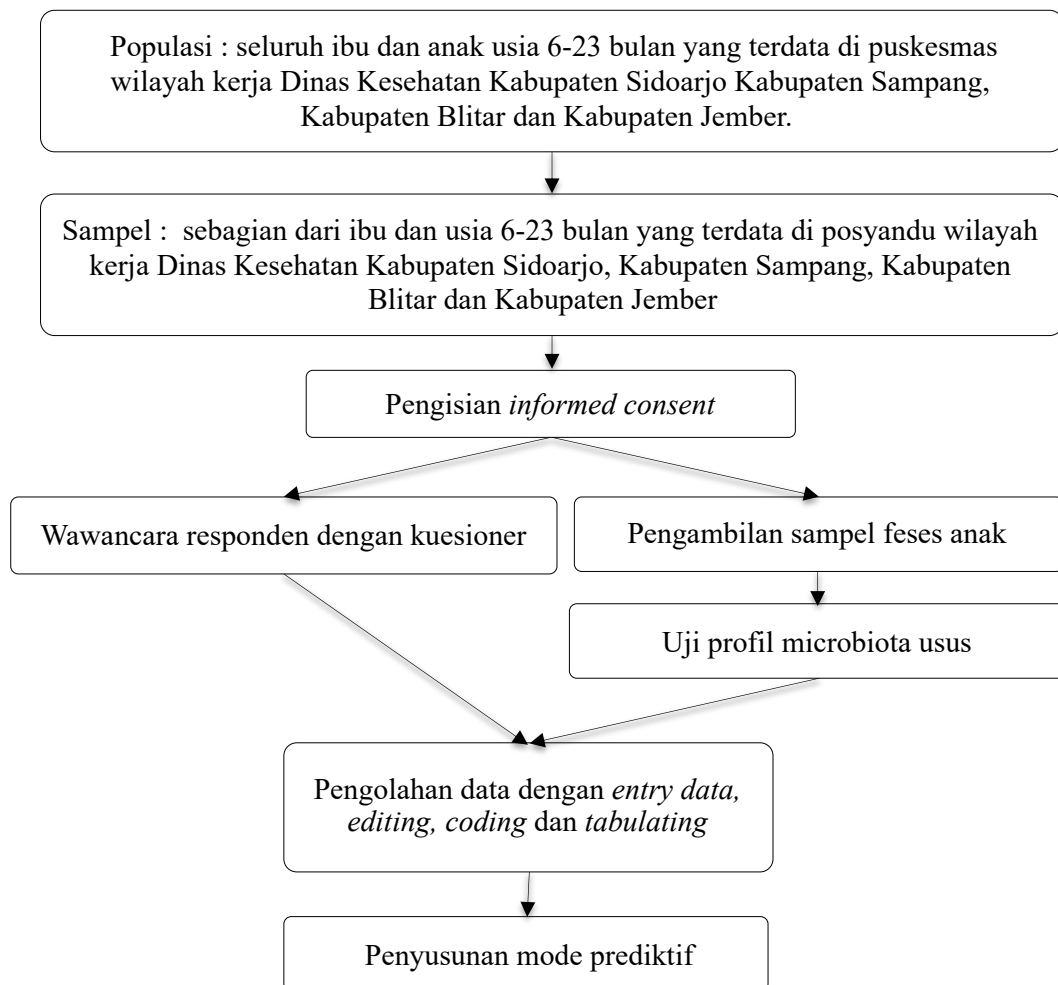 Populasi : seluruh ibu dan anak usia 6-23 bulan yang terdata di puskesmas
wilayah kerja Dinas Kesehatan Kabupaten Sidoarjo Kabupaten Sampang,
Kabupaten Blitar dan Kabupaten Jember.
Sampel : sebagian dari ibu dan usia 6-23 bulan yang terdata di posyandu wilayah
kerja Dinas Kesehatan Kabupaten Sidoarjo, Kabupaten Sampang, Kabupaten
Blitar dan Kabupaten Jember
Pengisian informed consent
Wawancara responden dengan kuesioner
Pengambilan sampel feses anak
Uji profil microbiota usus
Pengolahan data dengan entry data,
editing, coding dan tabulating
Penyusunan mode prediktif